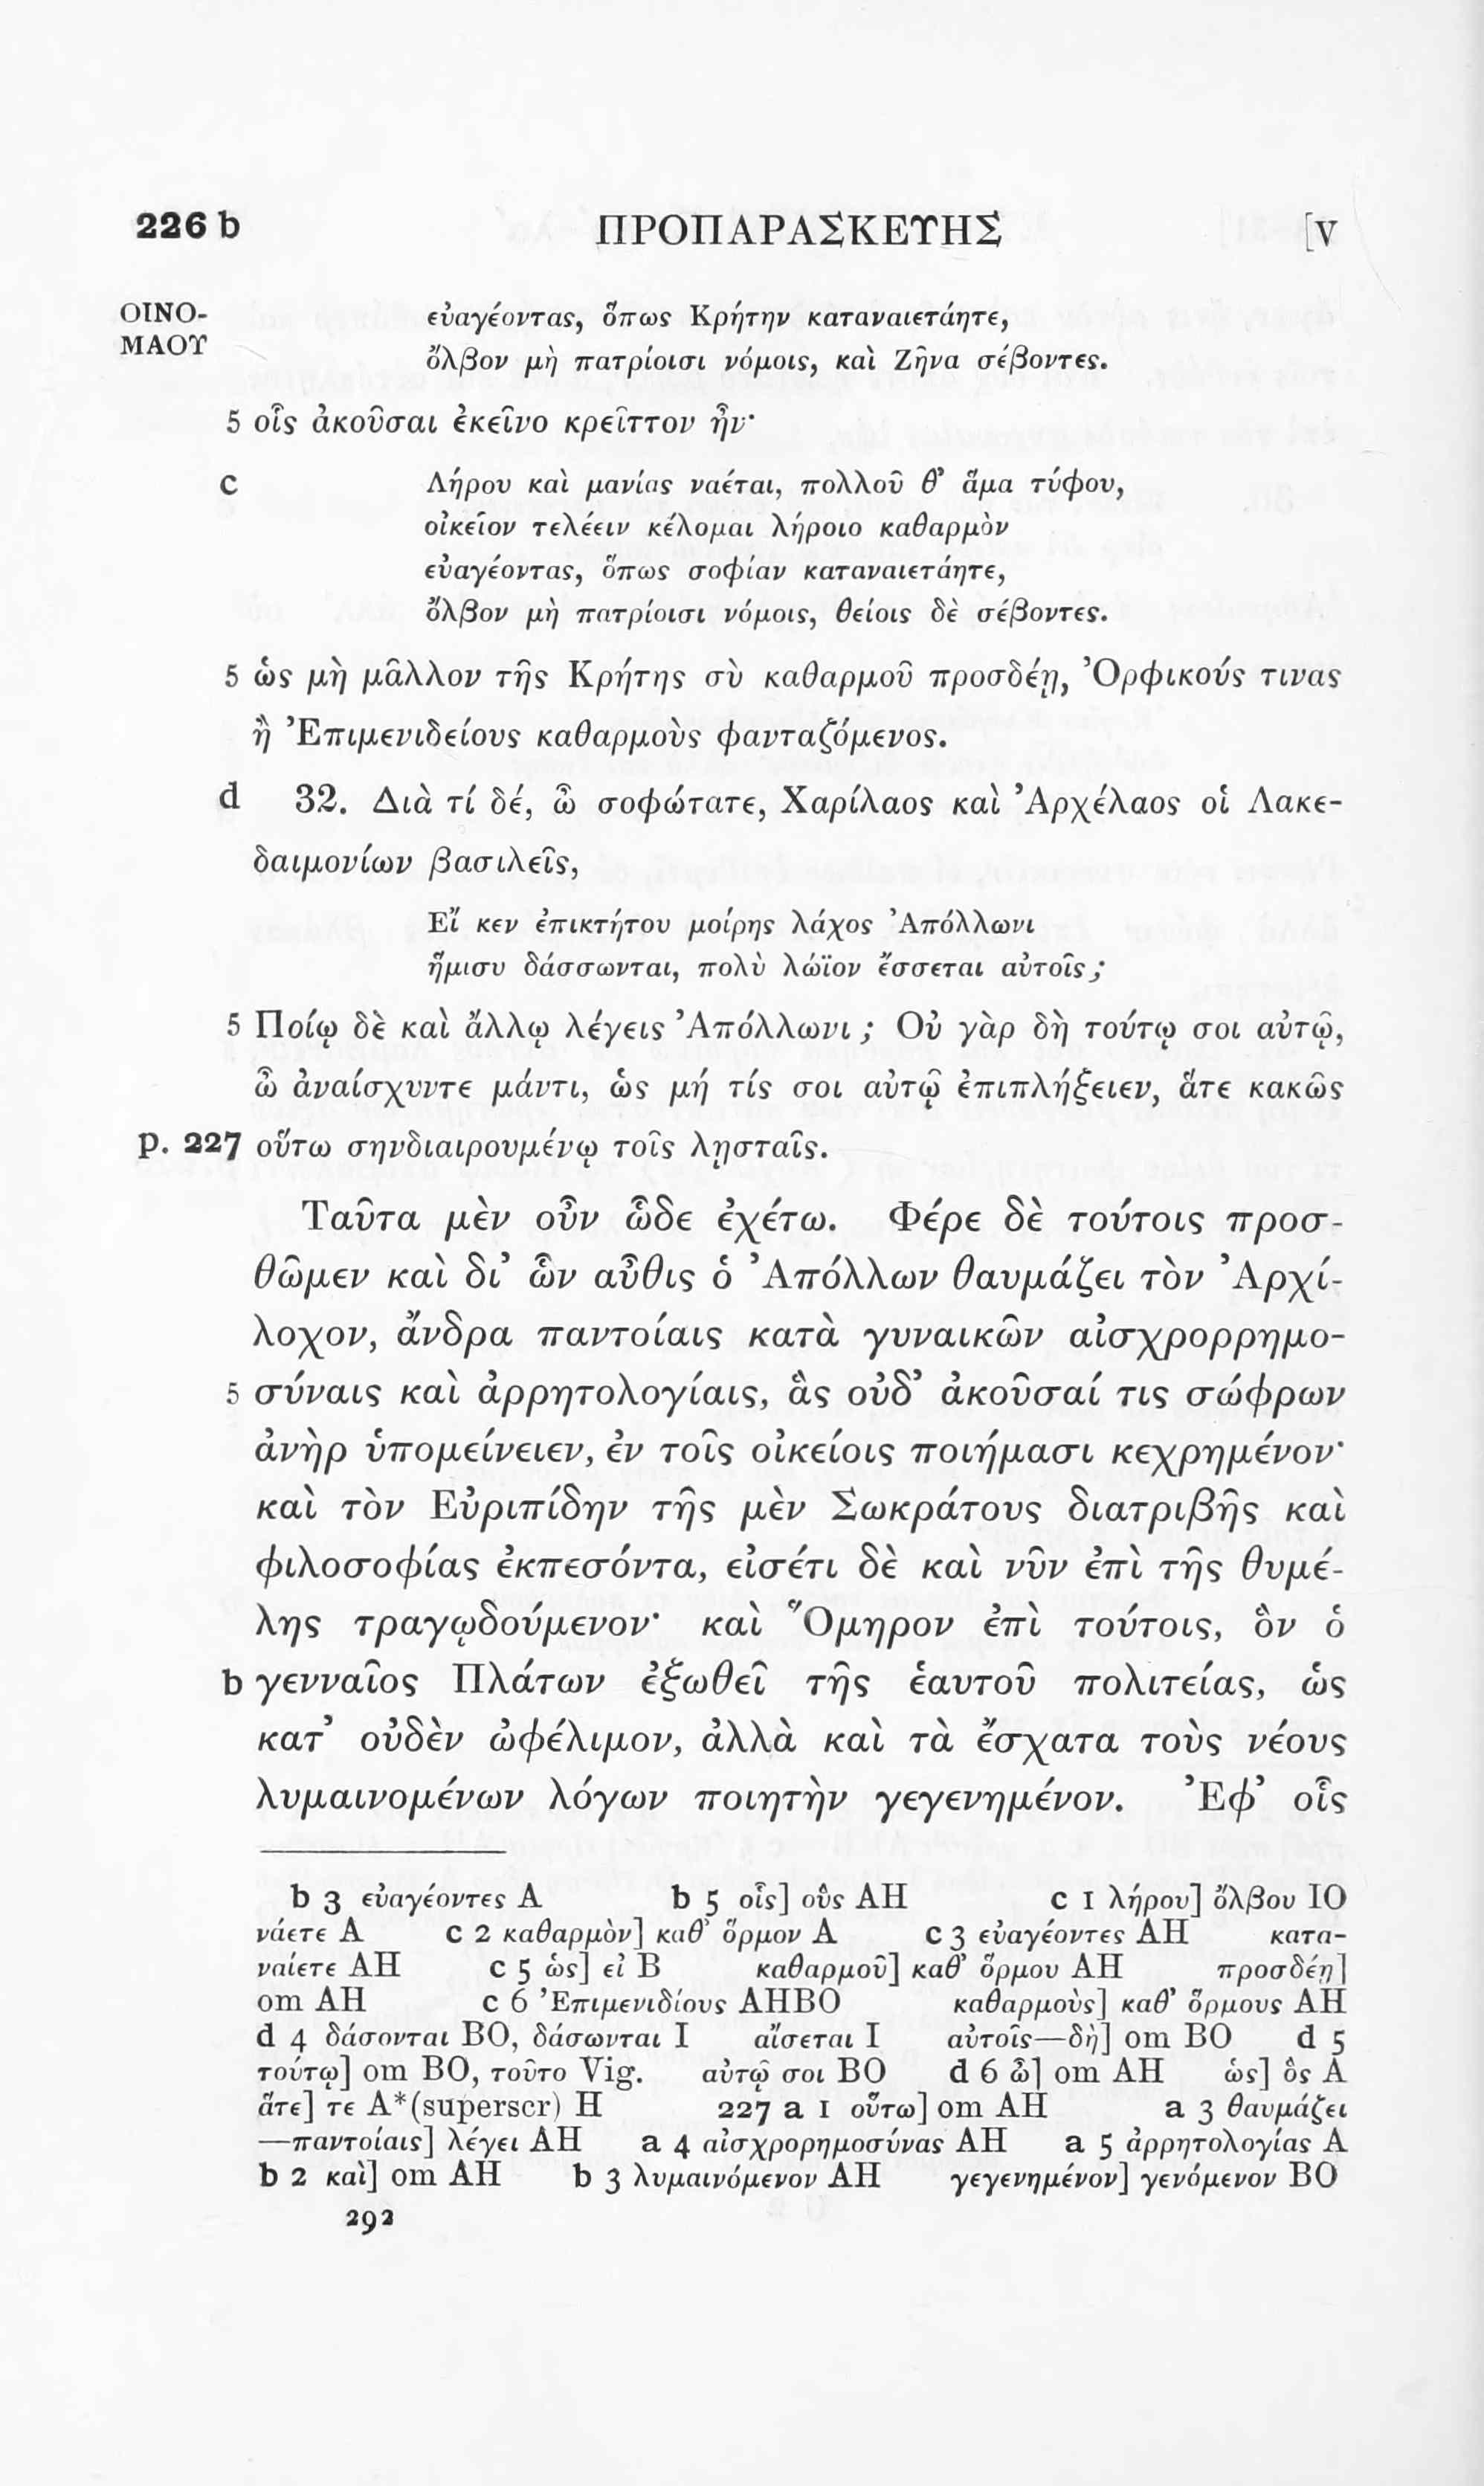 226 b ΠΡΟΠΑΡΑΣΚΕΥΗΣ [V
ΟΙΝΟ-
ΜΑΟΥ
εὐαγέοντας, ὅπως Κρήτην καταναιετάητε,
ὄλβον μὴ πατρίοισι νόμοις, καὶ Ζῆνα σέβοντες.
5 οἷς ἀκοῦσαι ἐκεῖνο κρεῖττον ἦν·
c Λήρου καὶ μανίας ναέται, πολλοῦ θ’ ἅμα τύφου,
οἰκεῖον τελέειν κέλομαι λήροιο καθαρμὸν
εὐαγέοντας, ὅπως σοφίαν καταναιετάητε,
ὄλβον μὴ πατρίοισι νόμοις, θείοις δὲ σέβοντες.
5 ὡς μὴ μᾶλλον τῆς Κρήτης σὺ καθαρμοῦ προσδέῃ, Ὀρφικούς τινας
ἢ Ἐπιμενιδείους καθαρμοὺς φανταζόμενος.
d 32. Διὰ τί δέ, ὦ σοφώτατε, Χαρίλαος καὶ Ἀρχέλαος οἱ Λακε-
δαιμονίων βασιλεῖς,
Εἴ κεν ἐπικτήτου μοίρης λάχος Ἀπόλλωνι
ἥμισυ δάσσωνται, πολὺ λώϊον ἔσσεται αὐτοῖς;
5 Ποίῳ δὲ καὶ ἄλλῳ λέγεις Ἀπόλλωνι; Οὐ γὰρ δὴ τούτῳ σοι αὐτῷ,
ὦ ἀναίσχυντε μάντι, ὡς μή τίς σοι αὐτῷ ἐπιπλήξειεν, ἅτε κακῶς
p. 227 οὕτω σηνδιαιρουμένῳ τοῖς λῃσταῖς.
Ταῦτα μὲν οὖν ὧδε ἐχέτω. Φέρε δὲ τούτοις προσ-
θῶμεν καὶ δι’ ὧν αὖθις ὁ Ἀπόλλων θαυμάζει τὸν Ἀρχί-
λοχον, ἄνδρα παντοίαις κατὰ γυναικῶν αἰσχρορρημο-
5 σύναις καὶ ἀρρητολογίαις, ἃς οὐδ’ ἀκοῦσαί τις σώφρων
ἀνὴρ ὑπομείνειεν, ἐν τοῖς οἰκείοις ποιήμασι κεχρημένον·
καὶ τὸν Εὐριπίδην τῆς μὲν Σωκράτους διατριβῆς καὶ
φιλοσοφίας ἐκπεσόντα, εἰσέτι δὲ καὶ νῦν ἐπὶ τῆς θυμέ-
λης τραγῳδούμενον· καὶ Ὅμηρον ἐπὶ τούτοις, ὃν ὁ
b γενναῖος Πλάτων ἐξωθεῖ τῆς ἑαυτοῦ πολιτείας, ὡς
κατ’ οὐδὲν ὠφέλιμον, ἀλλὰ καὶ τὰ ἔσχατα τοὺς νέους
λυμαινομένων λόγων ποιητὴν γεγενημένον. Ἐφ’ οἷς
b 3 εὐαγέοντες A b 5 οἷς] οὓς AH c 1 λήρου] ὄλβου IO
νάετε A c 2 καθαρμὸν] καθ’ ὅρμον A c 3 εὐαγέοντες AH κατα-
ναίετε AH c 5 ὡς] εἰ B καθαρμοῦ] καθ’ ὅρμου AH προσδέῃ]
om AH c 6 Ἐπιμενιδίους AHBO καθαρμοὺς] καθ’ ὅρμους AH
d 4 δάσονται BO, δάσωνται I αἴσεται I αὐτοῖς—δὴ] om BO d 5
τούτῳ] om BO, τοῦτο Vig. αὐτῷ σοι BO d 6 ὦ] om AH ὡς] ὃς A
ἅτε] τε A*(superscr) H 227 a 1 οὕτω] om AH a 3 θαυμάζει
—παντοίαις] λέγει AH a 4 αἰσχρορημοσύνας AH a 5 ἀρρητολογίας A
b 2 καὶ] om AH b 3 λυμαινόμενον AH γεγενημένον] γενόμενον BO
292